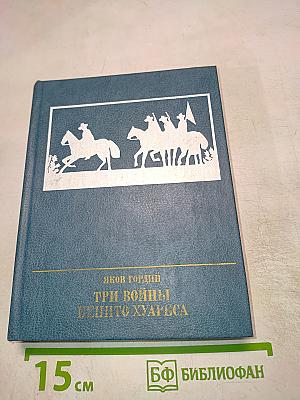 ЯКОВ ГОРДИН
ТРИ ВОЙНЫ
БЕНИТО ХУАРЕСА
15 см
БФ БИБЛИОФАН